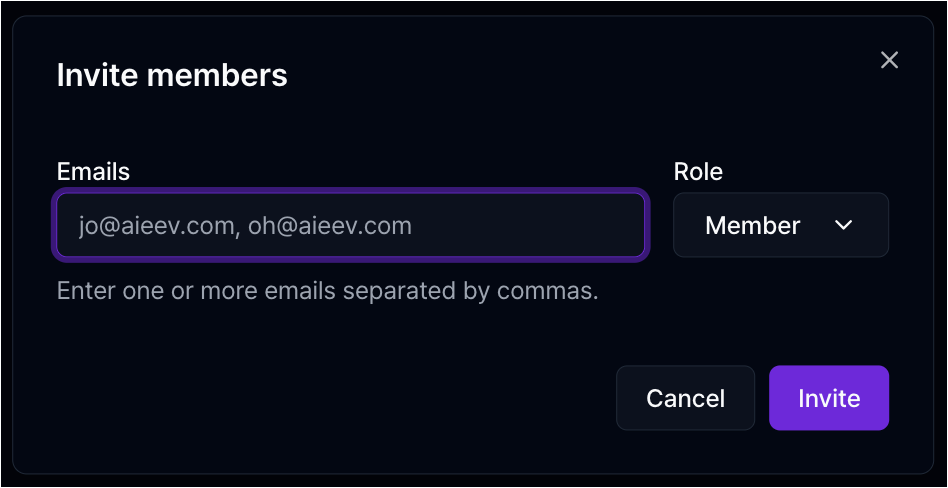 Invite members
Emails
Role
jo@aieev.com, oh@aieev.com
Member
Enter one or more emails separated by commas.
Cancel
Invite